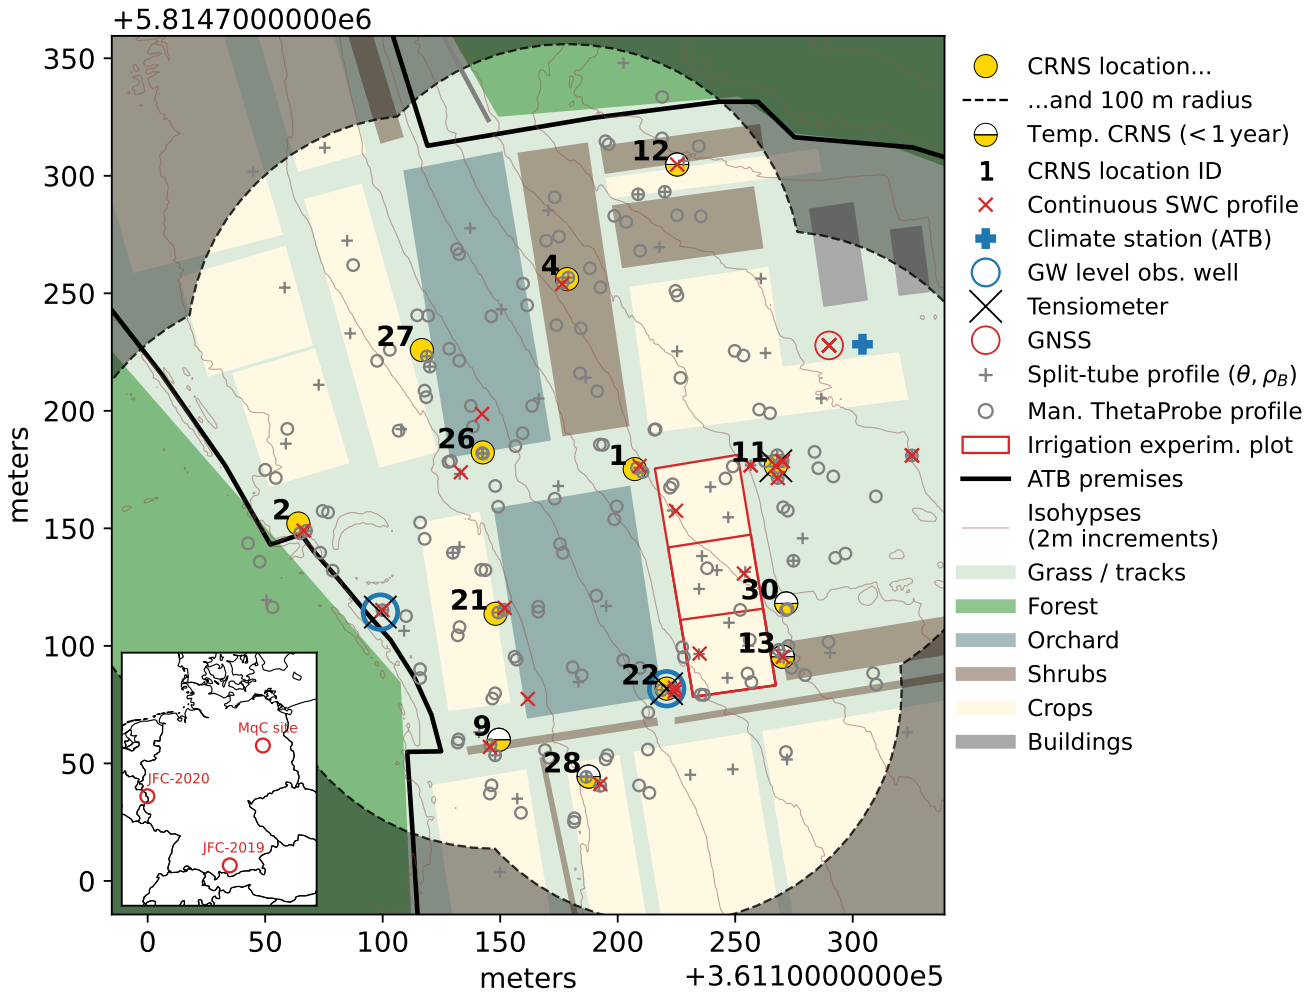 +5.8147000000e6
350
300
250
200
150
100
50
0
meters
0
50
100
150
200
250
300
meters
+3.6110000000e5
12
4
27
26
1
11
2
30
21
13
22
9
28
MqC site
JFC-2020
JFC-2019
CRNS location...
...and 100 m radius
Temp. CRNS (< 1 year)
1 CRNS location ID
Continuous SWC profile
Climate station (ATB)
GW level obs. well
Tensiometer
GNSS
Split-tube profile (θ, ρB)
Man. ThetaProbe profile
Irrigation experim. plot
ATB premises
Isohypses
(2m increments)
Grass / tracks
Forest
Orchard
Shrubs
Crops
Buildings